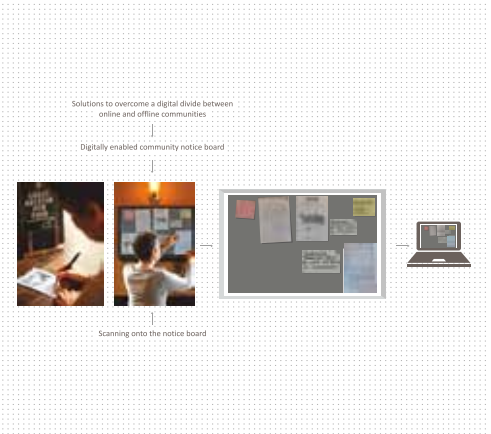 Solutions to overcome a digital divide between
online and offline communities
Digitally enabled community notice board
Scanning onto the notice board